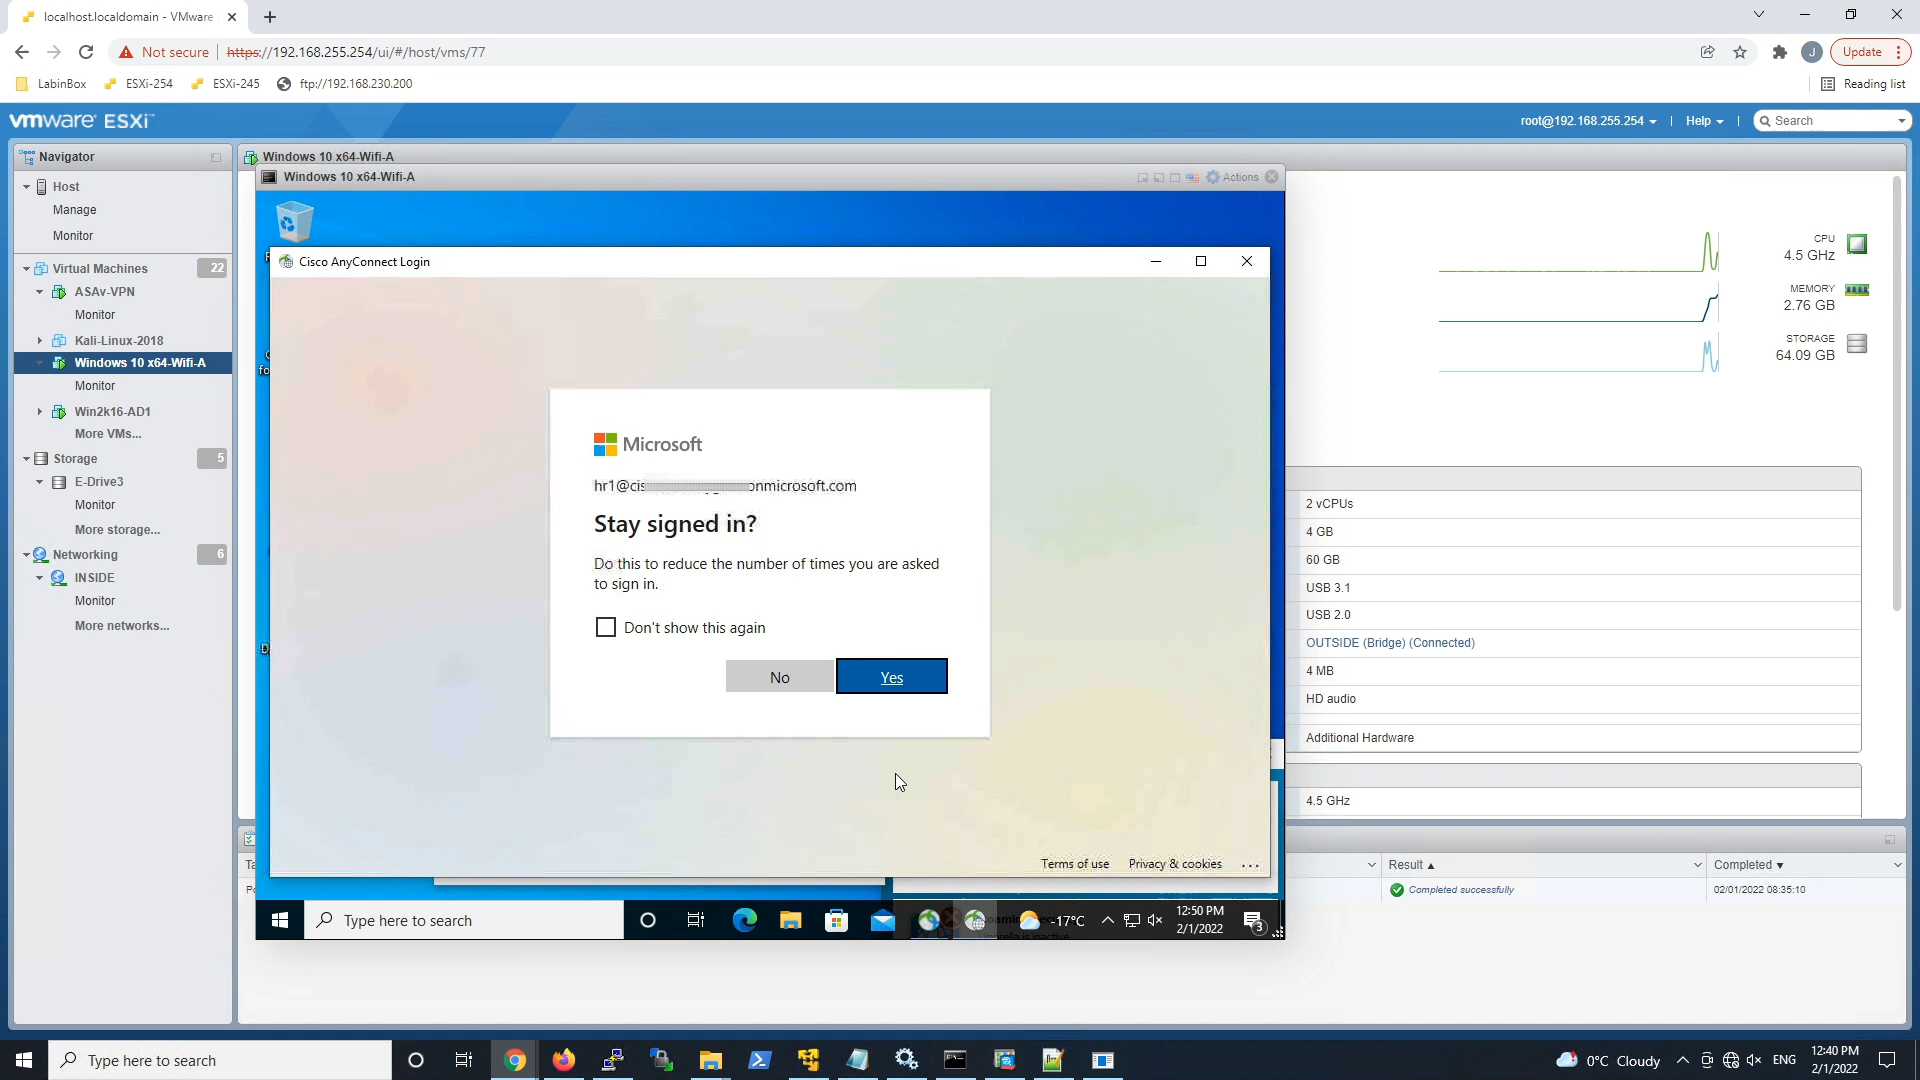 localhost.localdomain - VMware
Not secure
https://192.168.255.254/ui/#/host/vms/77
Update
LabinBox
ESXi-254
ESXi-245
ftp://192.168.230.200
Reading list
vmware ESXi
root@192.168.255.254
Help
Search
Navigator
Host
Manage
Monitor
Virtual Machines
22
ASAv-VPN
Monitor
Kali-Linux-2018
Windows 10 x64-Wifi-A
Monitor
Win2k16-AD1
More VMs...
Storage
5
E-Drive3
Monitor
More storage...
Networking
6
INSIDE
Monitor
More networks...
Windows 10 x64-Wifi-A
Windows 10 x64-Wifi-A
Actions
Cisco AnyConnect Login
Microsoft
hr1@cis onmicrosoft.com
Stay signed in?
Do this to reduce the number of times you are asked
to sign in.
Don't show this again
No
Yes
Terms of use
Privacy & cookies
...
Type here to search
-17°C
12:50 PM
2/1/2022
3
CPU
4.5 GHz
MEMORY
2.76 GB
STORAGE
64.09 GB
2 vCPUs
4 GB
60 GB
USB 3.1
USB 2.0
OUTSIDE (Bridge) (Connected)
4 MB
HD audio
Additional Hardware
4.5 GHz
Result
Completed
Completed successfully
02/01/2022 08:35:10
Type here to search
0°C Cloudy
ENG
12:40 PM
2/1/2022